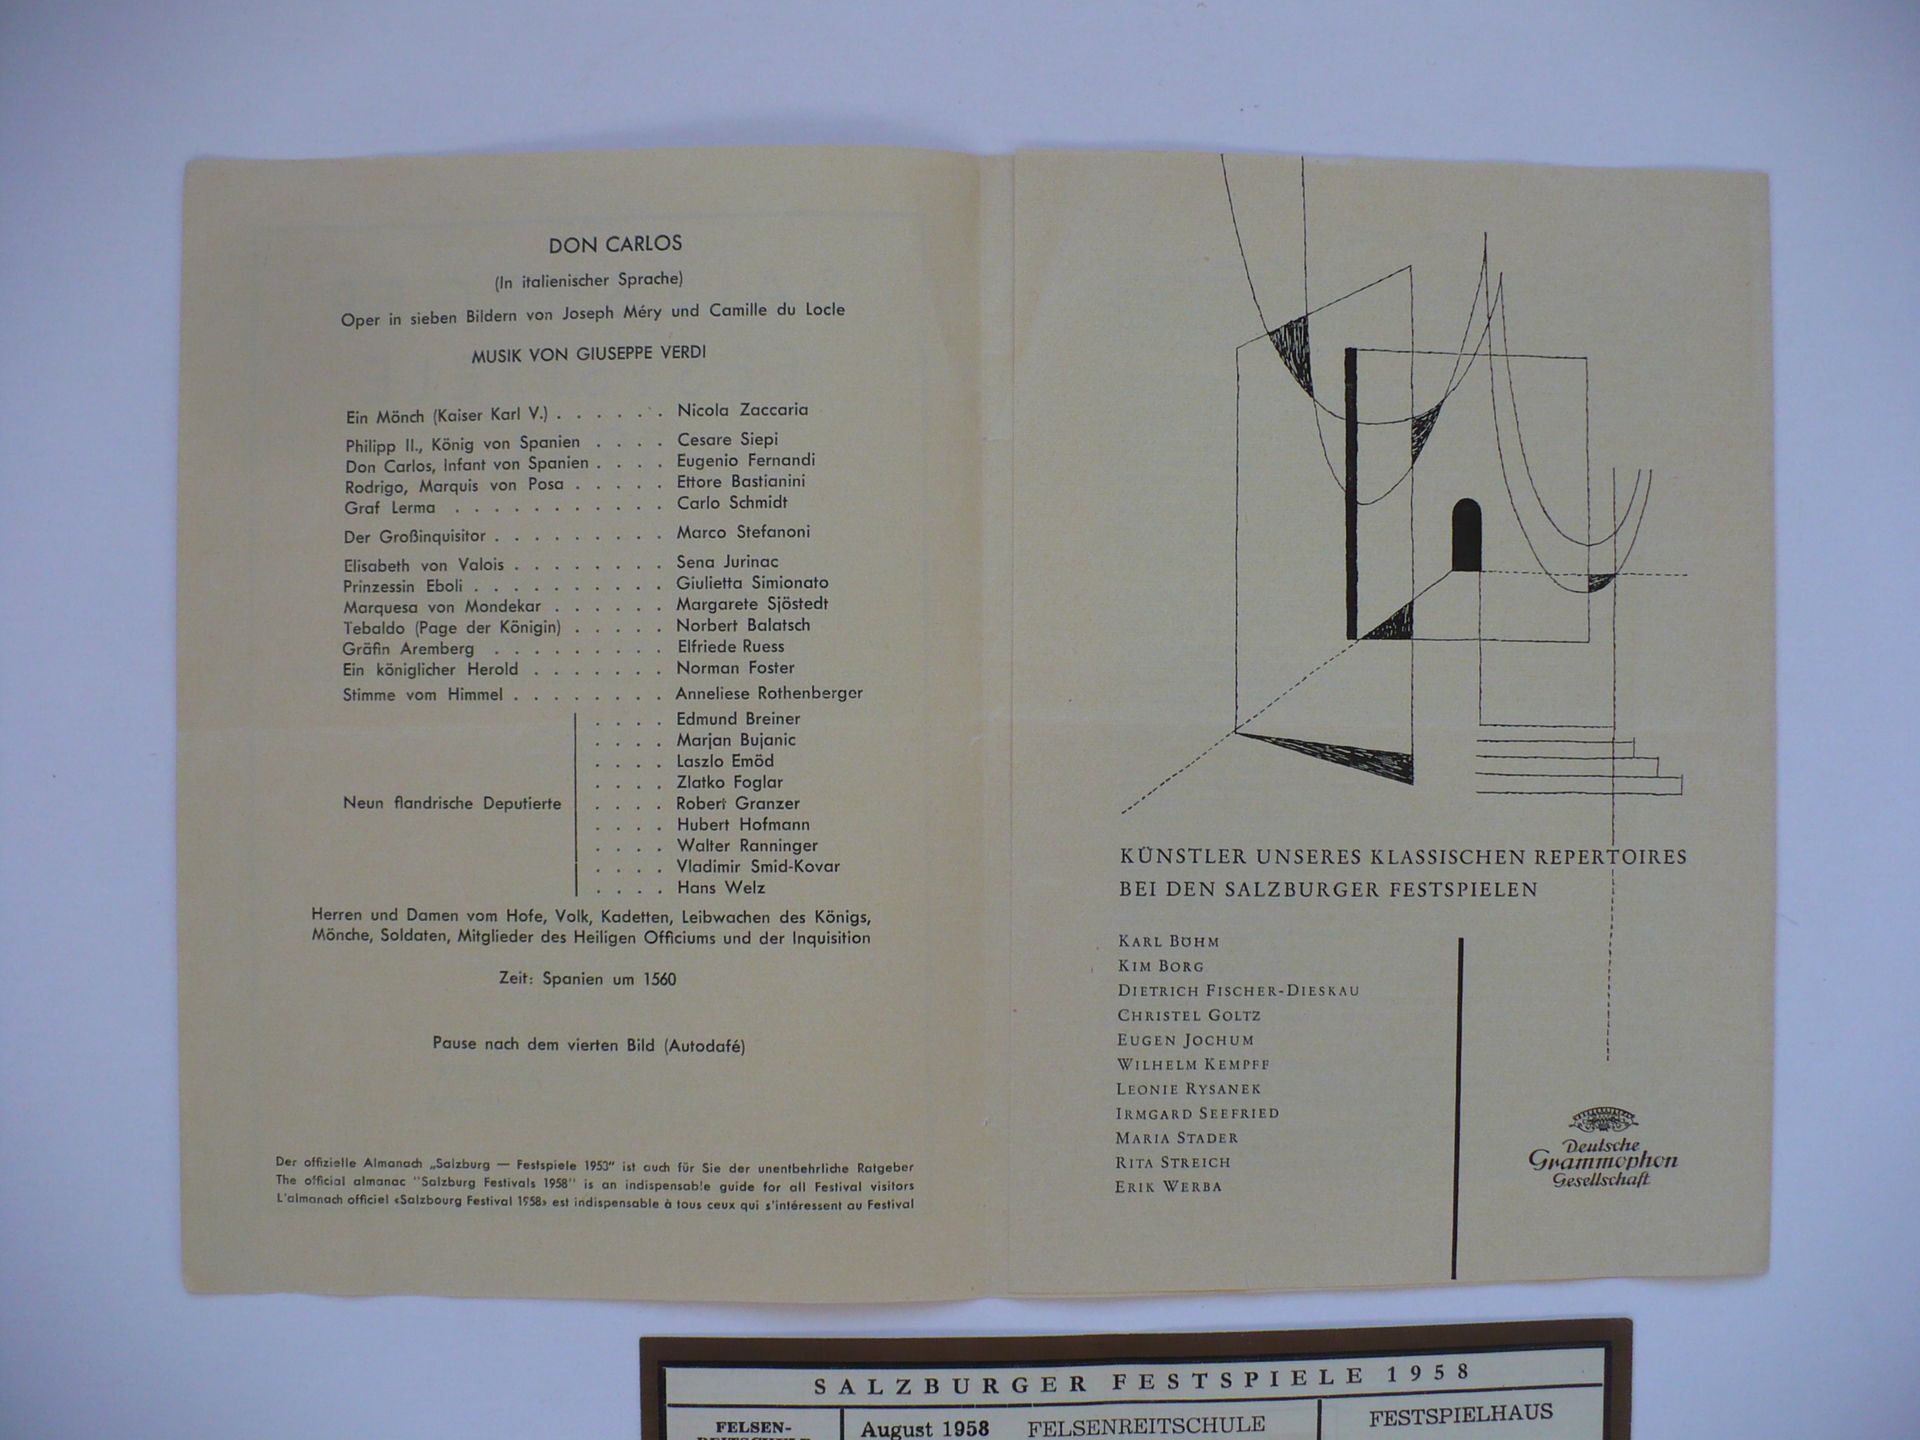 DON CARLOS
(In italienischer Sprache)
Oper in sieben Bildern von Joseph Méry und Camille du Locle
MUSIK VON GIUSEPPE VERDI
Ein Mönch (Kaiser Karl V.) . . . . . . Nicola Zaccaria
Philipp II., König von Spanien . . . . Cesare Siepi
Don Carlos, Infant von Spanien . . . . Eugenio Fernandi
Rodrigo, Marquis von Posa . . . . . Ettore Bastianini
Graf Lerma . . . . . . . . . . . Carlo Schmidt
Der Großinquisitor . . . . . . . . . Marco Stefanoni
Elisabeth von Valois . . . . . . . . Sena Jurinac
Prinzessin Eboli . . . . . . . . . . Giulietta Simionato
Marquesa von Mondekar . . . . . . Margarete Sjöstedt
Tebaldo (Page der Königin) . . . . . Norbert Balatsch
Gräfin Aremberg . . . . . . . . . Elfriede Ruess
Ein königlicher Herold . . . . . . . Norman Foster
Stimme vom Himmel . . . . . . . . Anneliese Rothenberger
. . . . Edmund Breiner
. . . . Marjan Bujanic
. . . . Laszlo Emöd
. . . . Zlatko Foglar
Neun flandrische Deputierte . . . . Robert Granzer
. . . . Hubert Hofmann
. . . . Walter Ranninger
. . . . Vladimir Smid-Kovar
. . . . Hans Welz
Herren und Damen vom Hofe, Volk, Kadetten, Leibwachen des Königs,
Mönche, Soldaten, Mitglieder des Heiligen Officiums und der Inquisition
Zeit: Spanien um 1560
Pause nach dem vierten Bild (Autodafé)
Der offizielle Almanach „Salzburg — Festspiele 1958" ist auch für Sie der unentbehrliche Ratgeber
The official almanac "Salzburg Festivals 1958" is an indispensable guide for all Festival visitors
L'almanach officiel «Salzbourg Festival 1958» est indispensable à tous ceux qui s'intéressent au Festival
KÜNSTLER UNSERES KLASSISCHEN REPERTOIRES
BEI DEN SALZBURGER FESTSPIELEN
KARL BÖHM
KIM BORG
DIETRICH FISCHER-DIESKAU
CHRISTEL GOLTZ
EUGEN JOCHUM
WILHELM KEMPFF
LEONIE RYSANEK
IRMGARD SEEFRIED
MARIA STADER
RITA STREICH
ERIK WERBA
Deutsche
Grammophon
Gesellschaft
SALZBURGER FESTSPIELE 1958
FELSEN-
August 1958 FELSENREITSCHULE
FESTSPIELHAUS